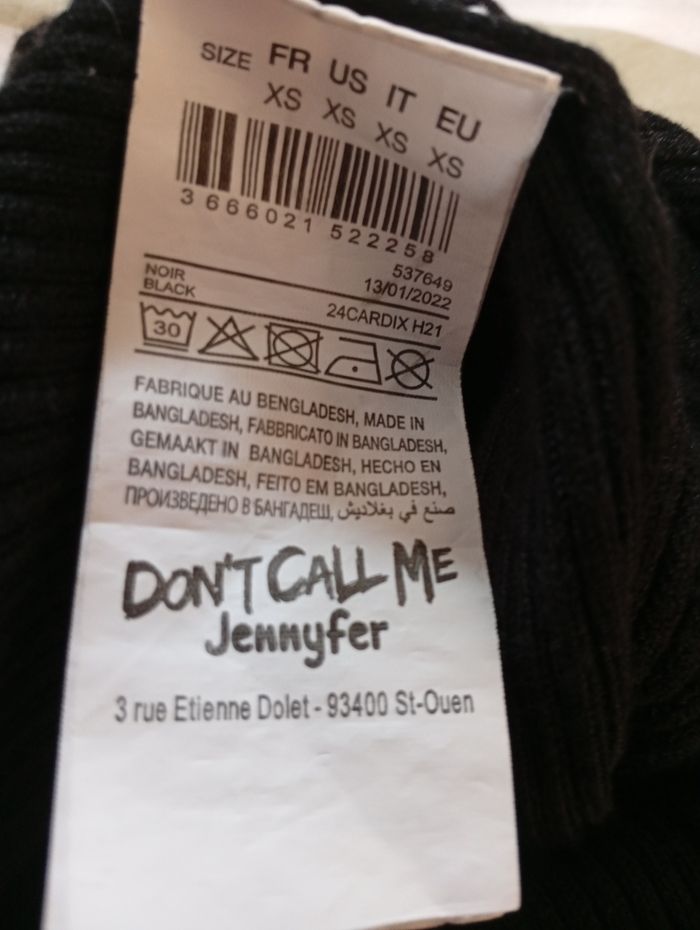 SIZE FR US IT EU
XS XS XS XS
3 666021 522258
537649
NOIR 13/01/2022
BLACK 24CARDIX H21
30
FABRIQUE AU BENGLADESH, MADE IN
BANGLADESH, FABBRICATO IN BANGLADESH,
GEMAAKT IN BANGLADESH, HECHO EN
BANGLADESH, FEITO EM BANGLADESH,
ПРОИЗВЕДЕНО В БАНГАДЕШ, صنع في بغلاديش
DON'T CALL ME
Jennyfer
3 rue Etienne Dolet - 93400 St-Ouen